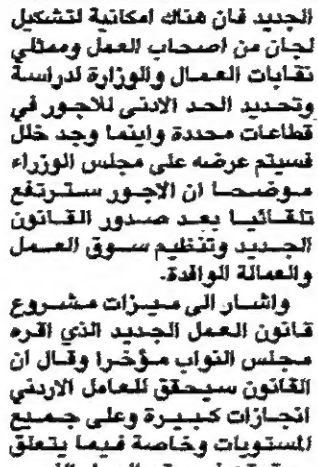 الجديد فان هناك امكانية لتشكيل
لجان من اصحاب العمل وممثلي
نقابات العمال والوزارة لدراسة
وتحديد الحد الادنى للاجور في
قطاعات محددة واينما وجد خلل
فسيتم عرضه على مجلس الوزراء
موضحا ان الاجور سترتفع
تلقائيا بعد صدور القانون
الجديد وتنظيم سوق العمل
والعمالة الوافدة.
واشار الى ميزات مشروع
قانون العمل الجديد الذي اقره
مجلس النواب مؤخرا وقال ان
القانون سيحقق للعامل الاردني
انجازات كبيرة وعلى جميع
المستويات وخاصة فيما يتعلق